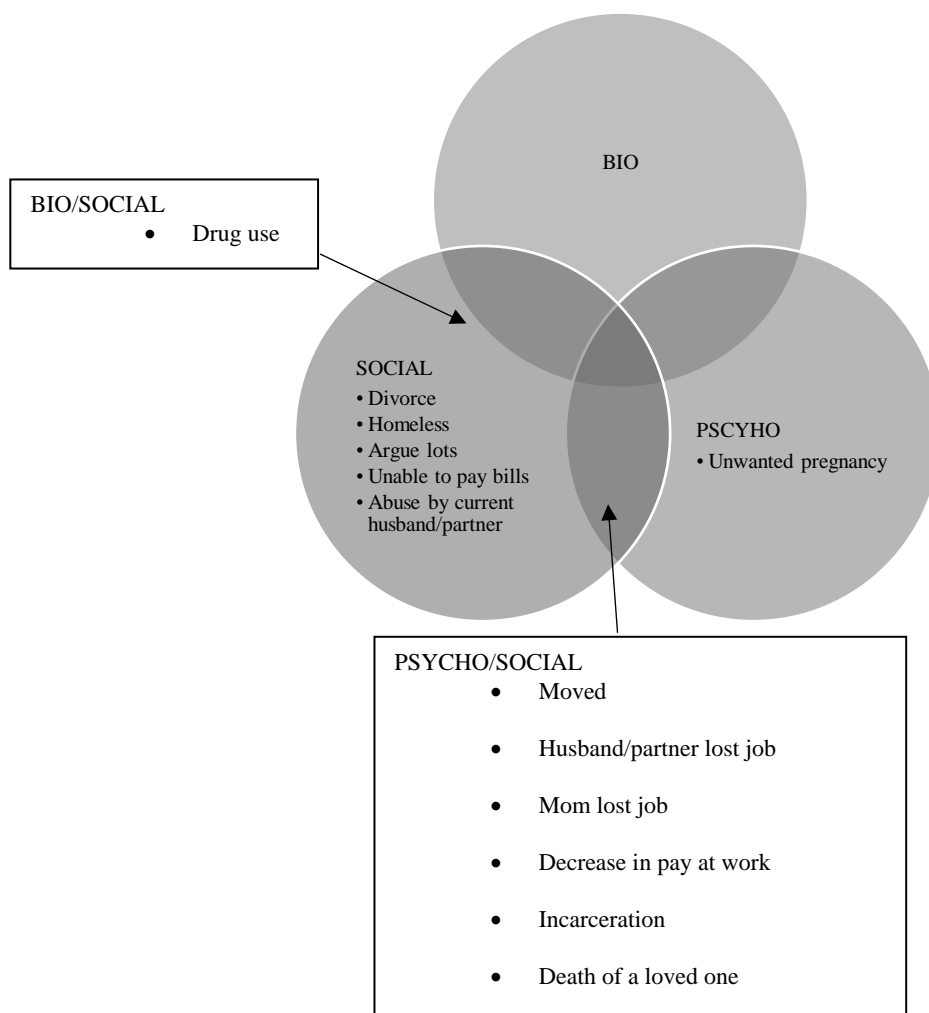 BIO
BIO/SOCIAL
• Drug use
SOCIAL
• Divorce
• Homeless
• Argue lots
• Unable to pay bills
• Abuse by current
husband/partner
PSCYHO
• Unwanted pregnancy
PSYCHO/SOCIAL
• Moved
• Husband/partner lost job
• Mom lost job
• Decrease in pay at work
• Incarceration
• Death of a loved one